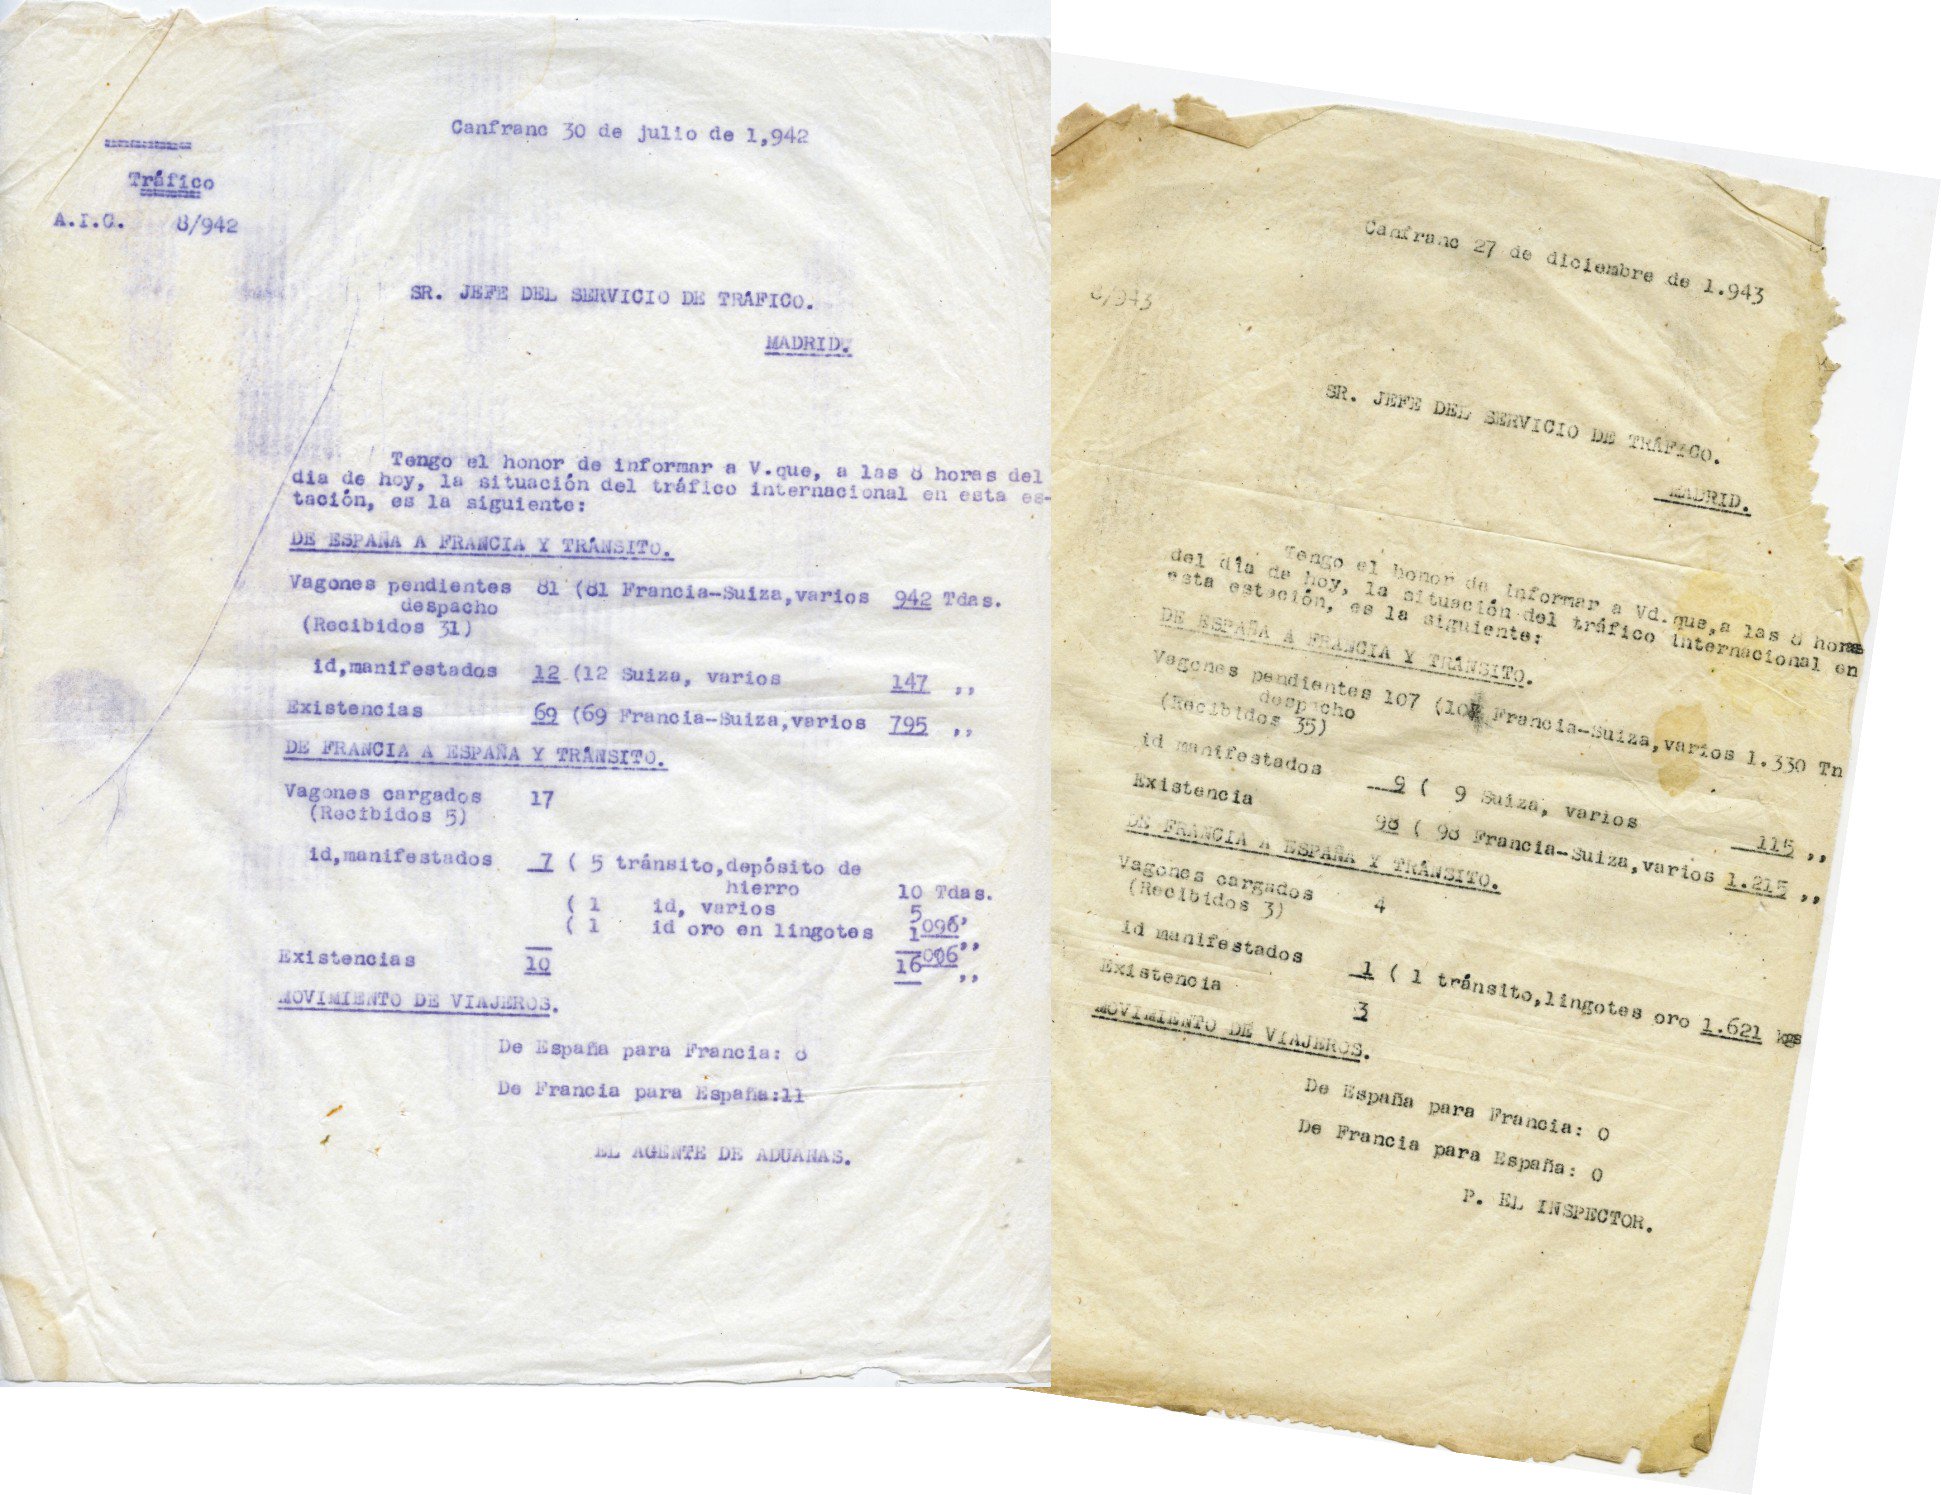 Canfranc 30 de julio de 1,942
Tráfico
A.I.C. 8/942
SR. JEFE DEL SERVICIO DE TRÁFICO.
MADRID.
Tengo el honor de informar a V.que, a las 8 horas del
dia de hoy, la situación del tráfico internacional en esta es-
tación, es la siguiente:
DE ESPAÑA A FRANCIA Y TRÁNSITO.
Vagones pendientes 81 (81 Francia-Suiza,varios 942 Tdas.
despacho
(Recibidos 31)
id,manifestados 12 (12 Suiza, varios 147 ,,
Existencias 69 (69 Francia-Suiza,varios 795 ,,
DE FRANCIA A ESPAÑA Y TRÁNSITO.
Vagones cargados 17
(Recibidos 5)
id,manifestados 7 ( 5 tránsito,depósito de
hierro 10 Tdas.
( 1 id, varios 5 ,,
( 1 id oro en lingotes 1096,,
Existencias 10 16096 ,,
MOVIMIENTO DE VIAJEROS.
De España para Francia: 8
De Francia para España:11
EL AGENTE DE ADUANAS.
Canfranc 27 de diciembre de 1.943
8/943
SR. JEFE DEL SERVICIO DE TRÁFICO.
MADRID.
Tengo el honor de informar a Vd.que,a las 8 horas
del dia de hoy, la situación del tráfico internacional en
esta estación, es la siguiente:
DE ESPAÑA A FRANCIA Y TRÁNSITO.
Vagones pendientes 107 (107 Francia-Suiza,varios 1.330 Tn
despacho
(Recibidos 35)
id manifestados 9 ( 9 Suiza, varios 115 ,,
Existencia 98 ( 98 Francia-Suiza,varios 1.215 ,,
DE FRANCIA A ESPAÑA Y TRÁNSITO.
Vagones cargados 4
(Recibidos 3)
id manifestados 1 ( 1 tránsito,lingotes oro 1.621 kgs
Existencia 3
MOVIMIENTO DE VIAJEROS.
De España para Francia: 0
De Francia para España: 0
P. EL INSPECTOR.